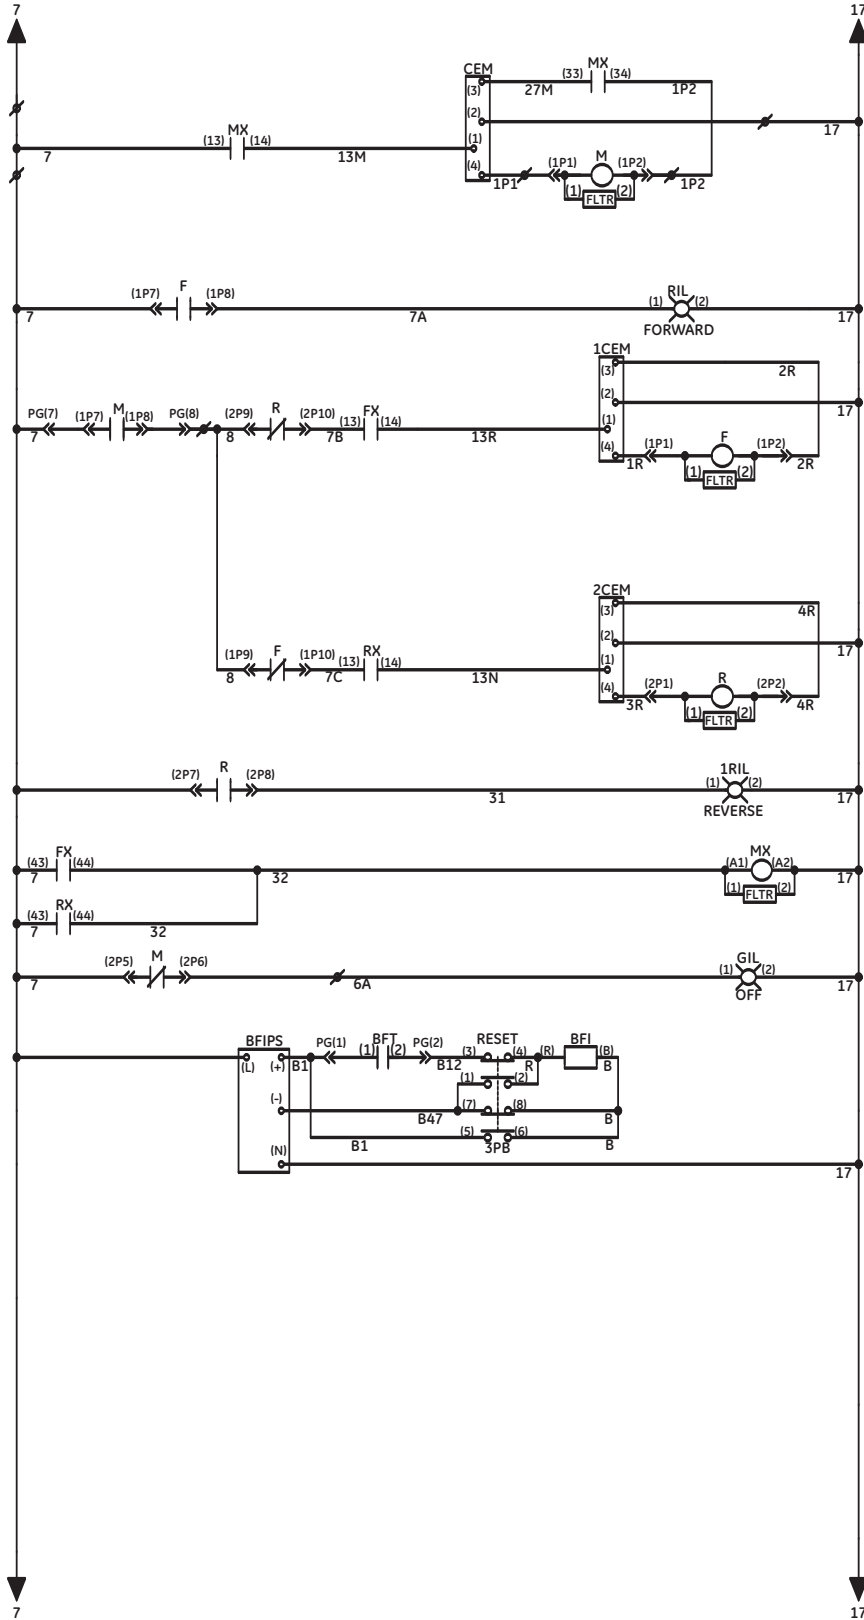 7 17
CEM (33) MX (34)
(3) 27M 1P2
(2) 17
(13) MX (14) (1)
7 13M
(4) (1P1) M (1P2)
1P1 (1) FLTR (2) 1P2
(1P7) F (1P8) (1) RIL (2)
7 7A FORWARD 17
1CEM
(3) 2R
(2) 17
PG(7) (1P7) M (1P8) PG(8) (2P9) R (2P10) (13) FX (14) (1)
7 8 7B 13R
(4) (1P1) F (1P2)
1R (1) FLTR (2) 2R
2CEM
(3) 4R
(2) 17
(1P9) F (1P10) (13) RX (14) (1)
8 7C 13N
(4) (2P1) R (2P2)
3R (1) FLTR (2) 4R
(2P7) R (2P8) (1) 1RIL (2)
31 REVERSE 17
(43) FX (44) (A1) MX (A2)
7 32 17
(1) FLTR (2)
(43) RX (44)
7 32
(2P5) M (2P6) (1) GIL (2)
7 6A OFF 17
BFIPS PG(1) (1) BFT (2) PG(2) RESET BFI
(L) (+) B1 B12 (3) (4) R (R) (B) B
(1) (2)
(-) B47 (7) (8) B
B1 (5) (6) B
3PB
(N) 17
7 17